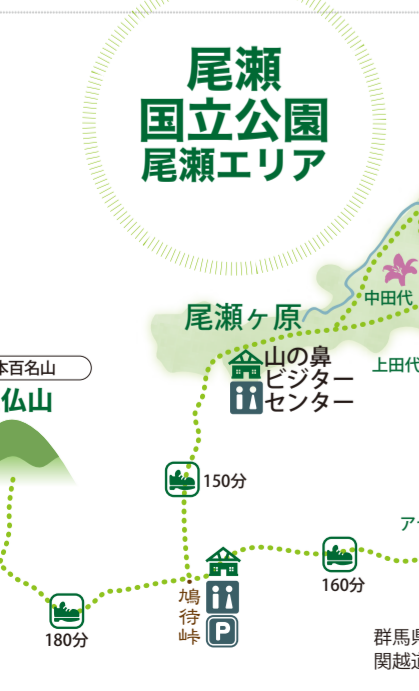 尾瀬
国立公園
尾瀬エリア
中田代
尾瀬ヶ原
山の鼻
ビジター
センター
上田代
本百名山
仏山
150分
160分
鳩待峠
P
180分
群馬県
関越道